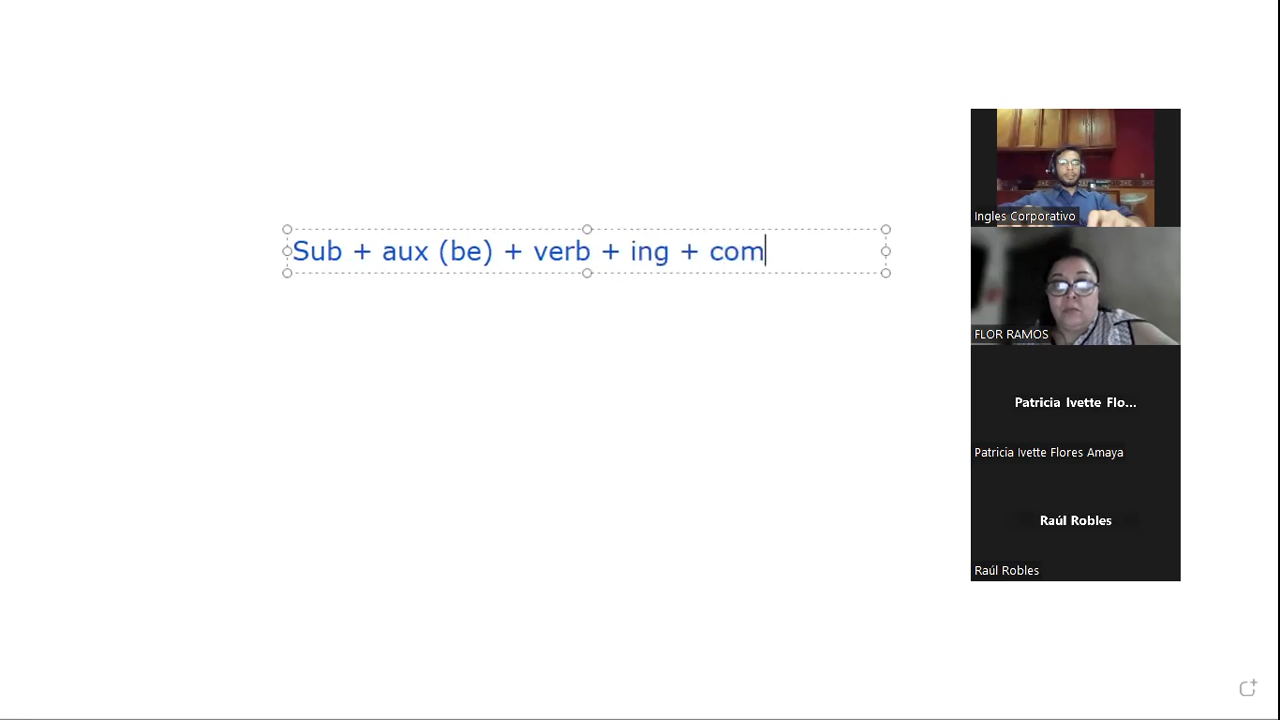 Sub + aux (be) + verb + ing + com
Ingles Corporativo
FLOR RAMOS
Patricia Ivette Flo...
Patricia Ivette Flores Amaya
Raúl Robles
Raúl Robles